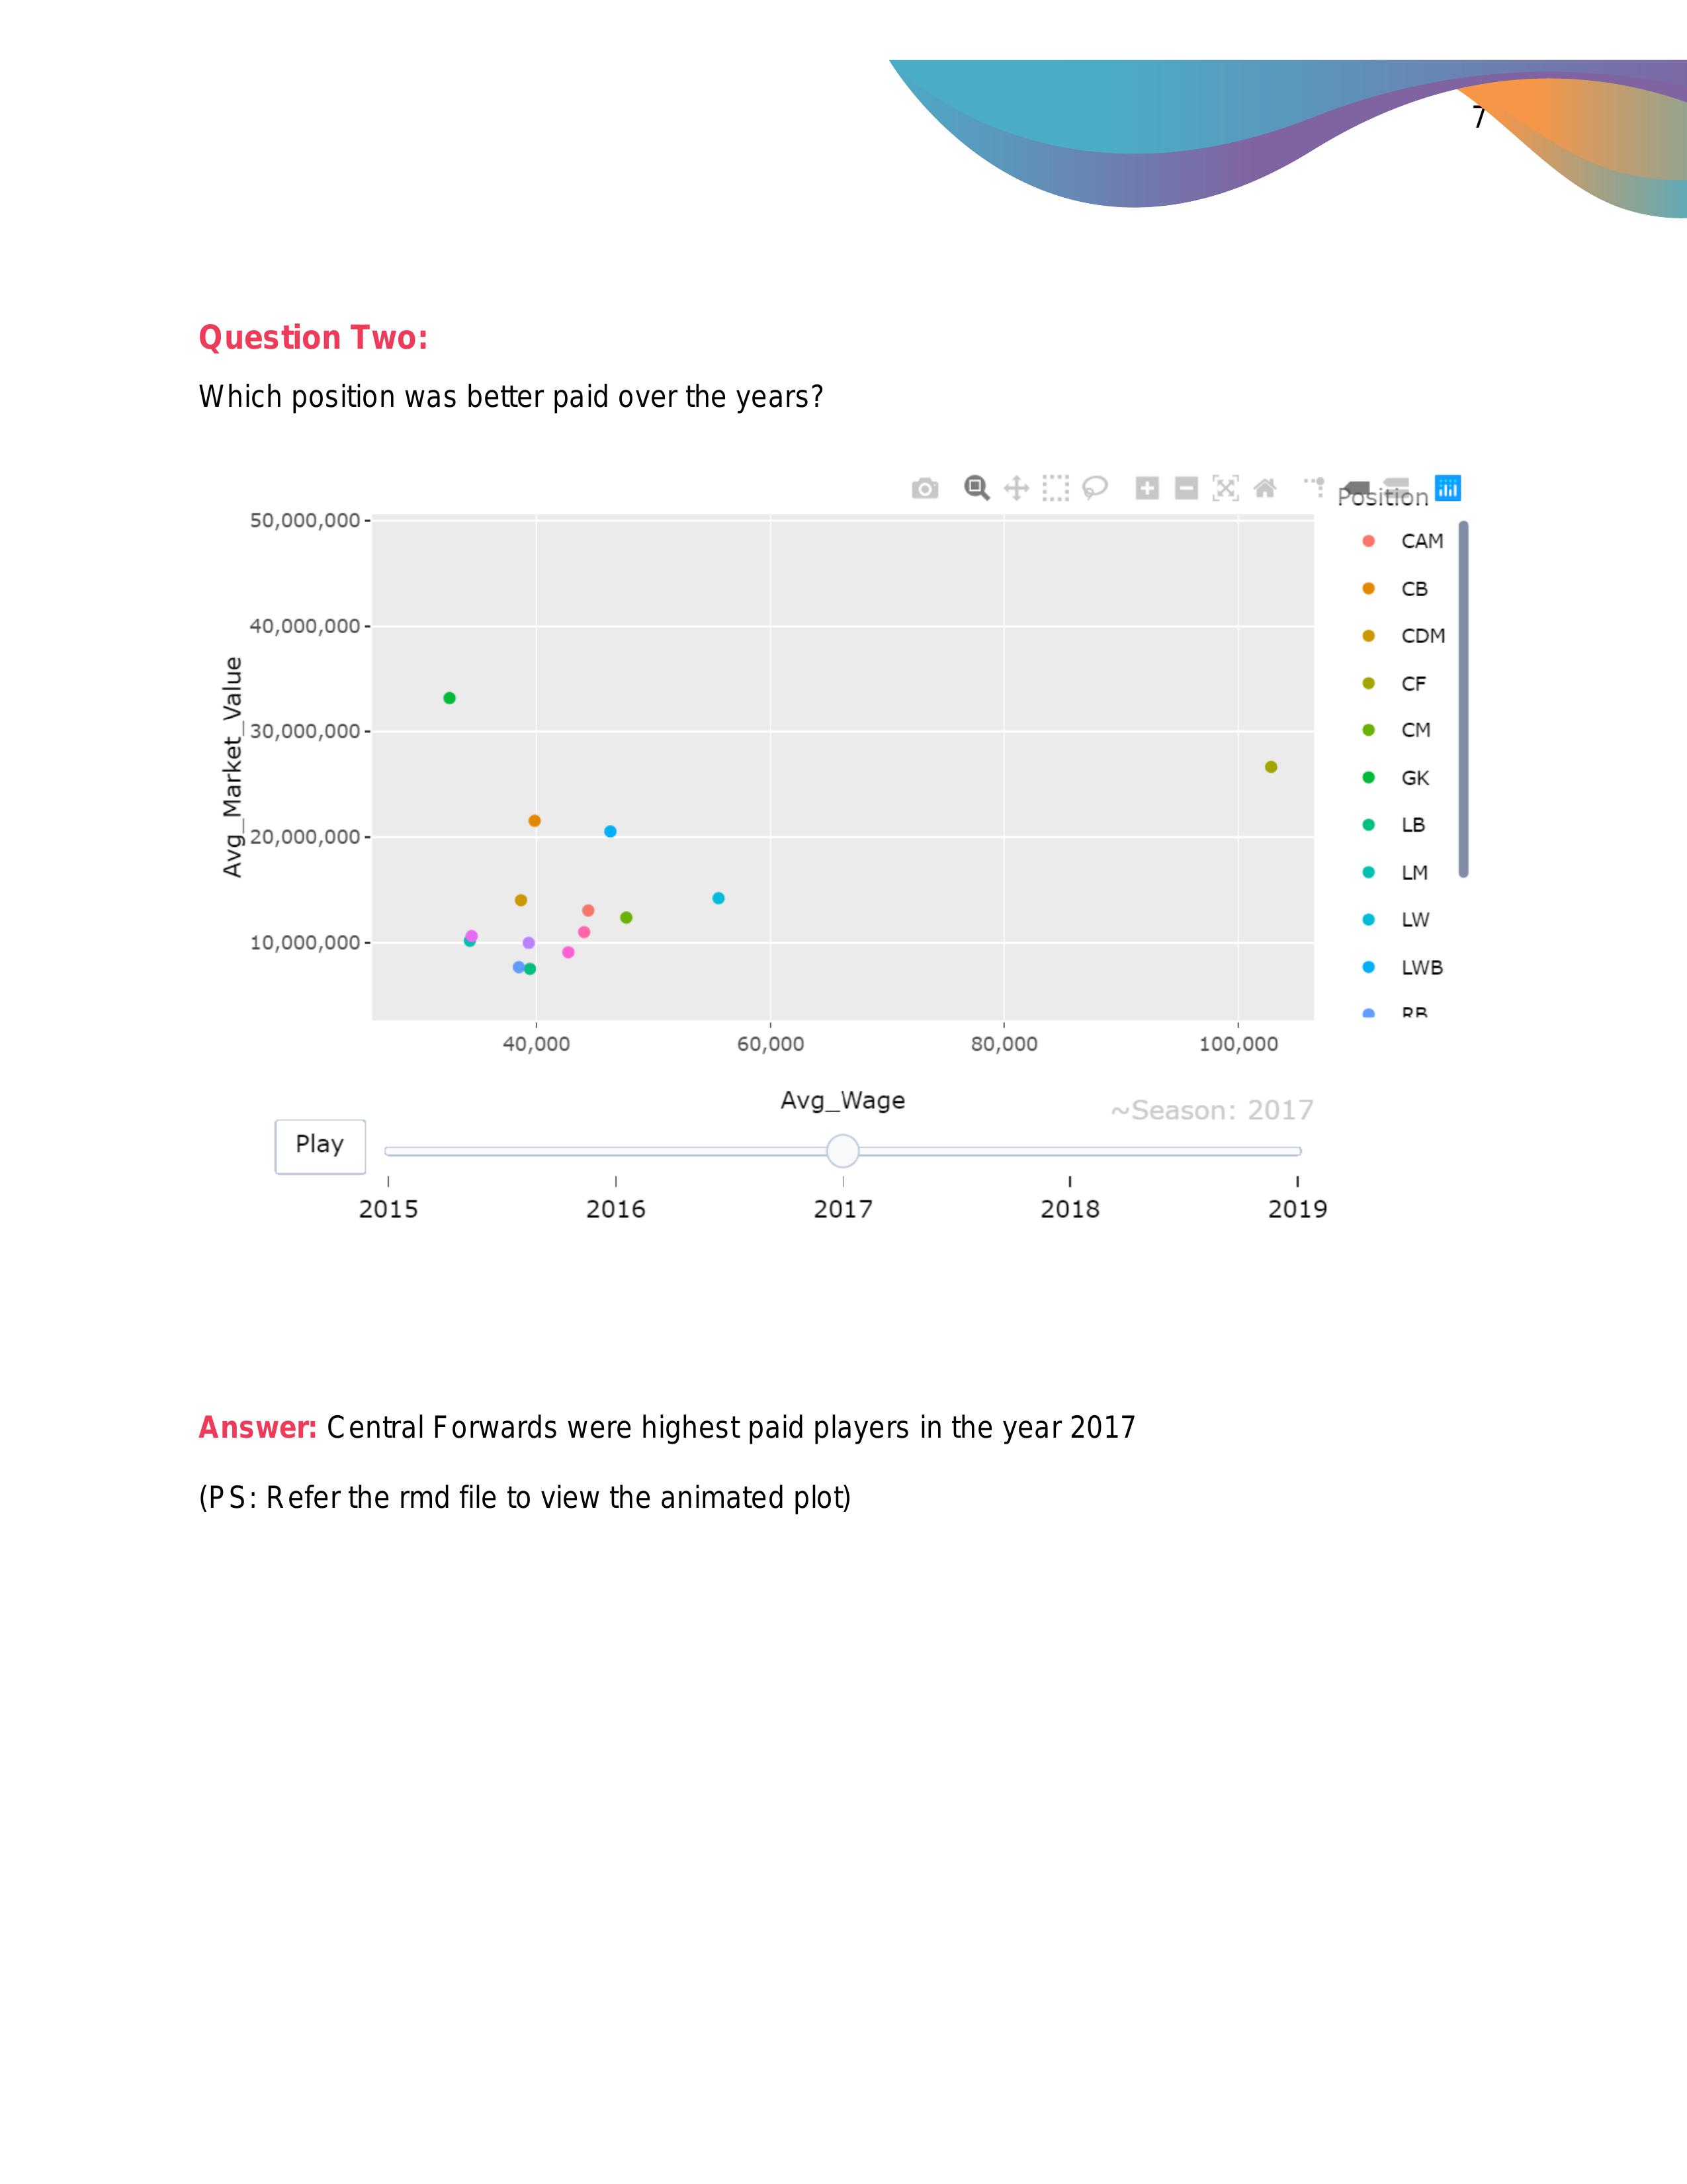 7
Question Two:
Which position was better paid over the years?
Position
50,000,000
40,000,000
30,000,000
20,000,000
10,000,000
Avg_Market_Value
CAM
CB
CDM
CF
CM
GK
LB
LM
LW
LWB
RB
40,000 60,000 80,000 100,000
Avg_Wage
~Season: 2017
Play
2015 2016 2017 2018 2019
Answer: Central Forwards were highest paid players in the year 2017
(PS: Refer the rmd file to view the animated plot)